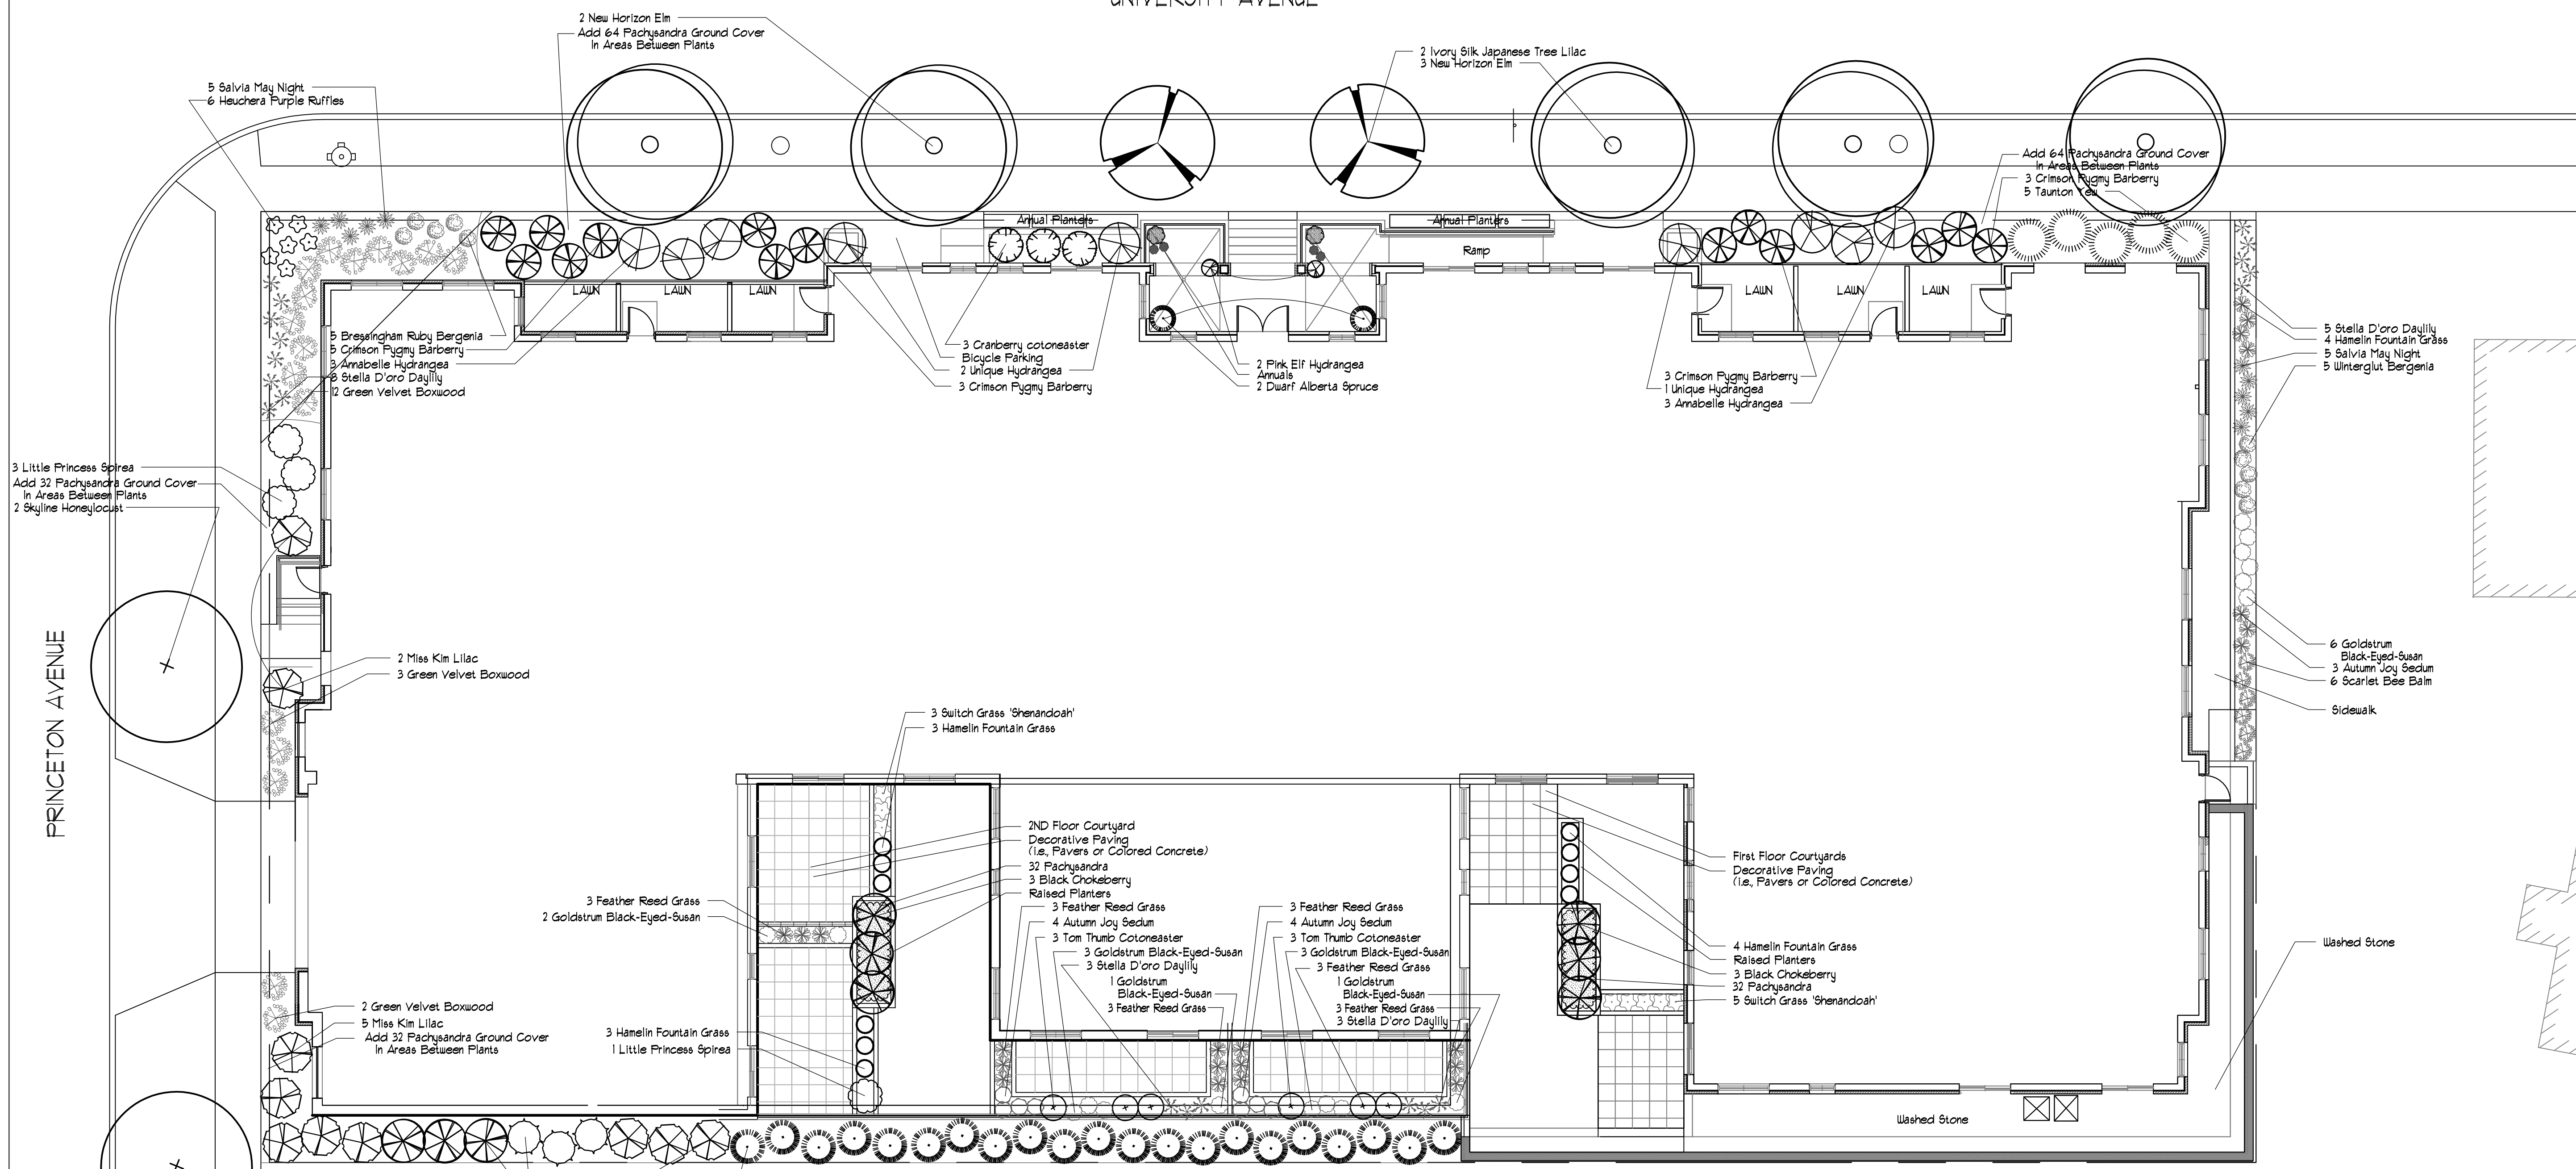 UNIVERSITY AVENUE
2 New Horizon Elm
Add 64 Pachysandra Ground Cover
In Areas Between Plants
2 Ivory Silk Japanese Tree Lilac
3 New Horizon Elm
5 Salvia May Night
6 Heuchera Purple Ruffles
Add 64 Pachysandra Ground Cover
In Areas Between Plants
3 Crimson Pygmy Barberry
5 Taunton Yew
Annual Planters
Annual Planters
Ramp
LAWN
LAWN
LAWN
LAWN
LAWN
LAWN
5 Bressingham Ruby Bergenia
5 Crimson Pygmy Barberry
3 Annabelle Hydrangea
8 Stella D'oro Daylily
12 Green Velvet Boxwood
3 Cranberry cotoneaster
Bicycle Parking
2 Unique Hydrangea
3 Crimson Pygmy Barberry
2 Pink Elf Hydrangea
Annuals
2 Dwarf Alberta Spruce
3 Crimson Pygmy Barberry
1 Unique Hydrangea
3 Annabelle Hydrangea
5 Stella D'oro Daylily
4 Hamelin Fountain Grass
5 Salvia May Night
5 Winterglut Bergenia
3 Little Princess Spirea
Add 32 Pachysandra Ground Cover
In Areas Between Plants
2 Skyline Honeylocust
PRINCETON AVENUE
2 Miss Kim Lilac
3 Green Velvet Boxwood
6 Goldstrum
Black-Eyed-Susan
3 Autumn Joy Sedum
6 Scarlet Bee Balm
Sidewalk
3 Switch Grass 'Shenandoah'
3 Hamelin Fountain Grass
2ND Floor Courtyard
Decorative Paving
(i.e., Pavers or Colored Concrete)
32 Pachysandra
3 Black Chokeberry
Raised Planters
First Floor Courtyards
Decorative Paving
(i.e., Pavers or Colored Concrete)
3 Feather Reed Grass
2 Goldstrum Black-Eyed-Susan
3 Feather Reed Grass
4 Autumn Joy Sedum
3 Tom Thumb Cotoneaster
3 Goldstrum Black-Eyed-Susan
3 Stella D'oro Daylily
1 Goldstrum
Black-Eyed-Susan
3 Feather Reed Grass
3 Feather Reed Grass
4 Autumn Joy Sedum
3 Tom Thumb Cotoneaster
3 Goldstrum Black-Eyed-Susan
3 Feather Reed Grass
1 Goldstrum
Black-Eyed-Susan
3 Feather Reed Grass
3 Stella D'oro Daylily
4 Hamelin Fountain Grass
Raised Planters
3 Black Chokeberry
32 Pachysandra
5 Switch Grass 'Shenandoah'
Washed Stone
2 Green Velvet Boxwood
5 Miss Kim Lilac
Add 32 Pachysandra Ground Cover
In Areas Between Plants
3 Hamelin Fountain Grass
1 Little Princess Spirea
Washed Stone